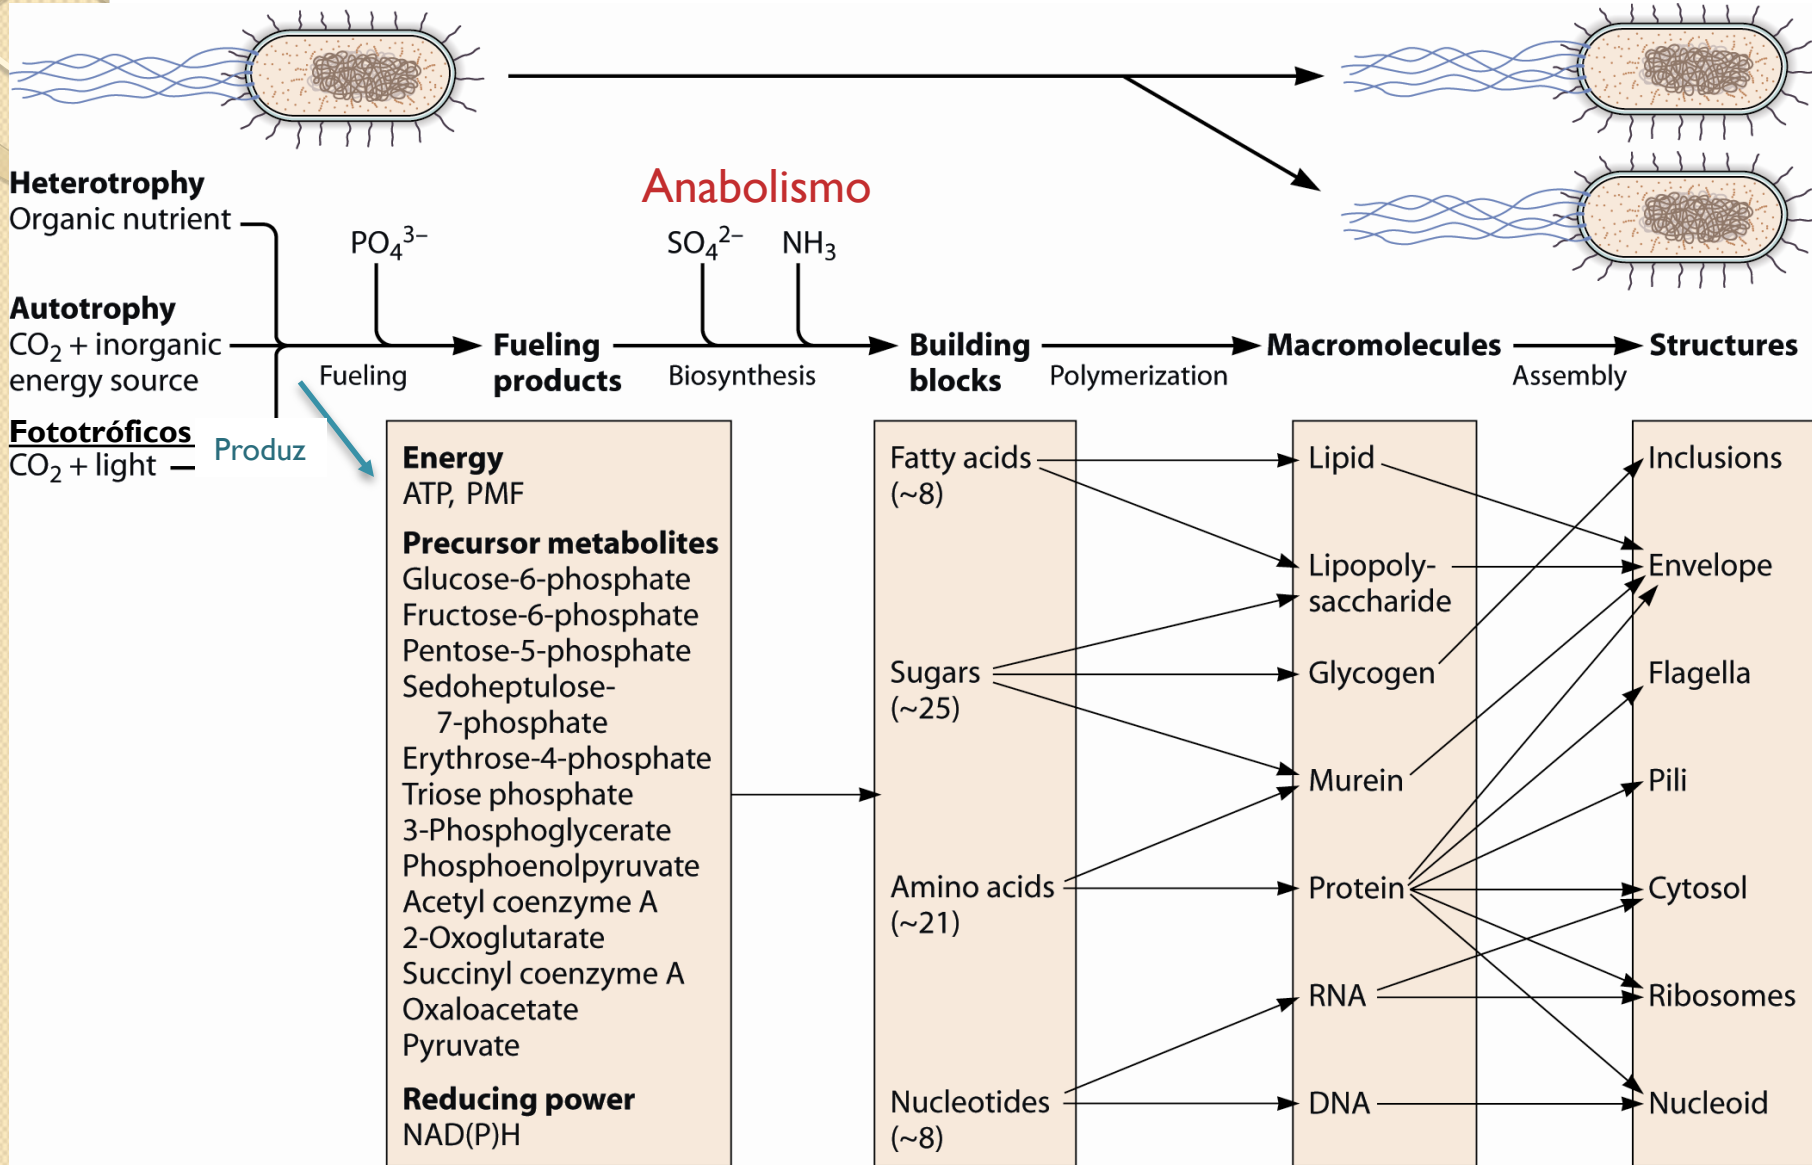 Heterotrophy
Organic nutrient
Anabolismo
PO₄³⁻
SO₄²⁻
NH₃
Autotrophy
CO₂ + inorganic
energy source
Fueling
Fueling
products
Biosynthesis
Building
blocks
Polymerization
Macromolecules
Assembly
Structures
Fototróficos
CO₂ + light
Produz
Energy
ATP, PMF
Precursor metabolites
Glucose-6-phosphate
Fructose-6-phosphate
Pentose-5-phosphate
Sedoheptulose-
7-phosphate
Erythrose-4-phosphate
Triose phosphate
3-Phosphoglycerate
Phosphoenolpyruvate
Acetyl coenzyme A
2-Oxoglutarate
Succinyl coenzyme A
Oxaloacetate
Pyruvate
Reducing power
NAD(P)H
Fatty acids
(~8)
Sugars
(~25)
Amino acids
(~21)
Nucleotides
(~8)
Lipid
Lipopoly-
saccharide
Glycogen
Murein
Protein
RNA
DNA
Inclusions
Envelope
Flagella
Pili
Cytosol
Ribosomes
Nucleoid